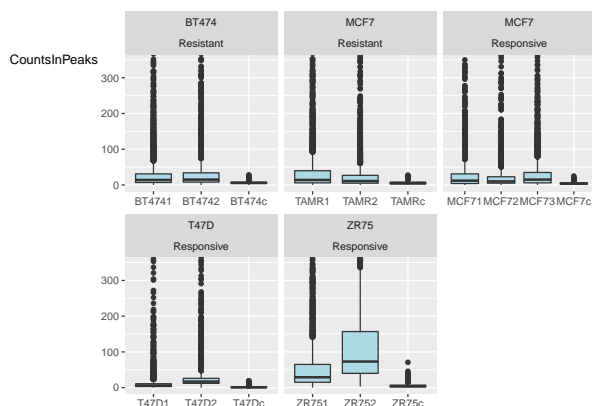 BT474
MCF7
MCF7
Resistant
Resistant
Responsive
CountsInPeaks
300
200
100
0
BT4741
BT4742
BT474c
TAMR1
TAMR2
TAMRc
MCF71
MCF72
MCF73
MCF7c
T47D
ZR75
Responsive
Responsive
300
200
100
0
T47D1
T47D2
T47Dc
ZR751
ZR752
ZR75c